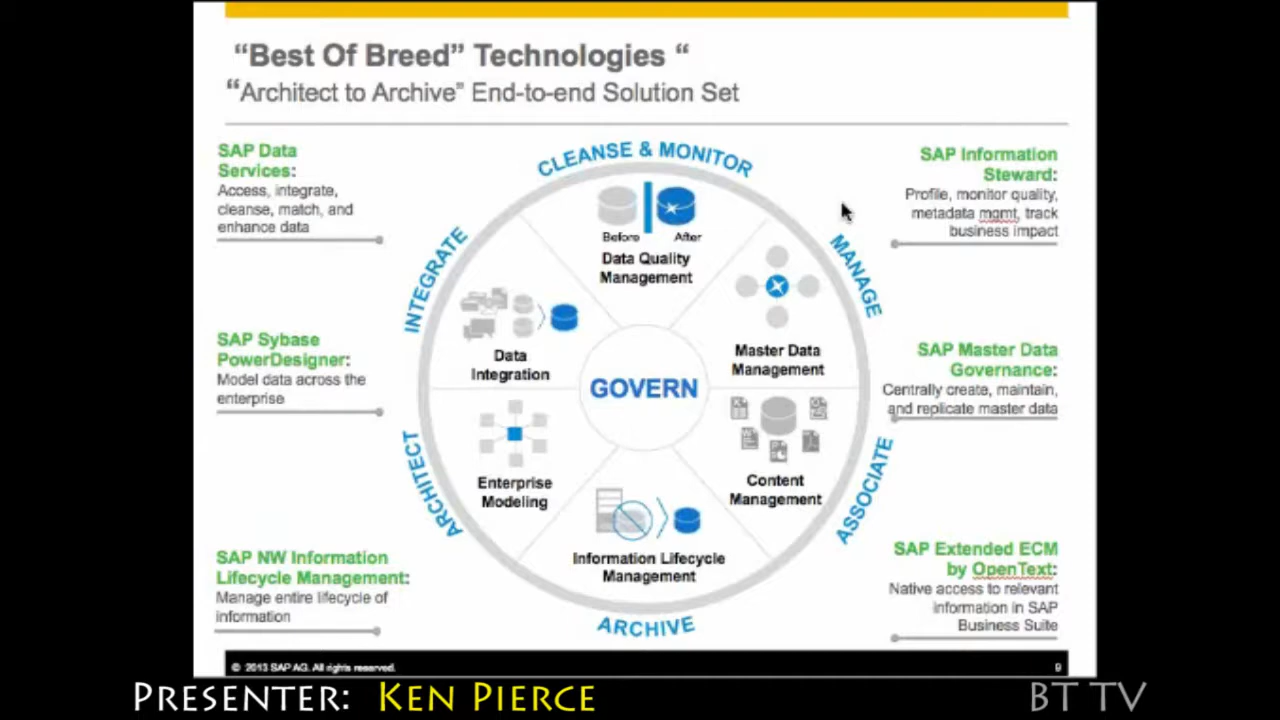 “Best Of Breed” Technologies “
“Architect to Archive” End-to-end Solution Set
SAP Data
Services:
Access, integrate,
cleanse, match, and
enhance data
SAP Sybase
PowerDesigner:
Model data across the
enterprise
SAP NW Information
Lifecycle Management:
Manage entire lifecycle of
information
CLEANSE & MONITOR
INTEGRATE
MANAGE
ARCHITECT
ASSOCIATE
ARCHIVE
Before After
Data Quality
Management
Data
Integration
Master Data
Management
GOVERN
Enterprise
Modeling
Content
Management
Information Lifecycle
Management
SAP Information
Steward:
Profile, monitor quality,
metadata mgmt, track
business impact
SAP Master Data
Governance:
Centrally create, maintain,
and replicate master data
SAP Extended ECM
by OpenText:
Native access to relevant
information in SAP
Business Suite
© 2013 SAP AG. All rights reserved. 9
PRESENTER: KEN PIERCE
BT TV